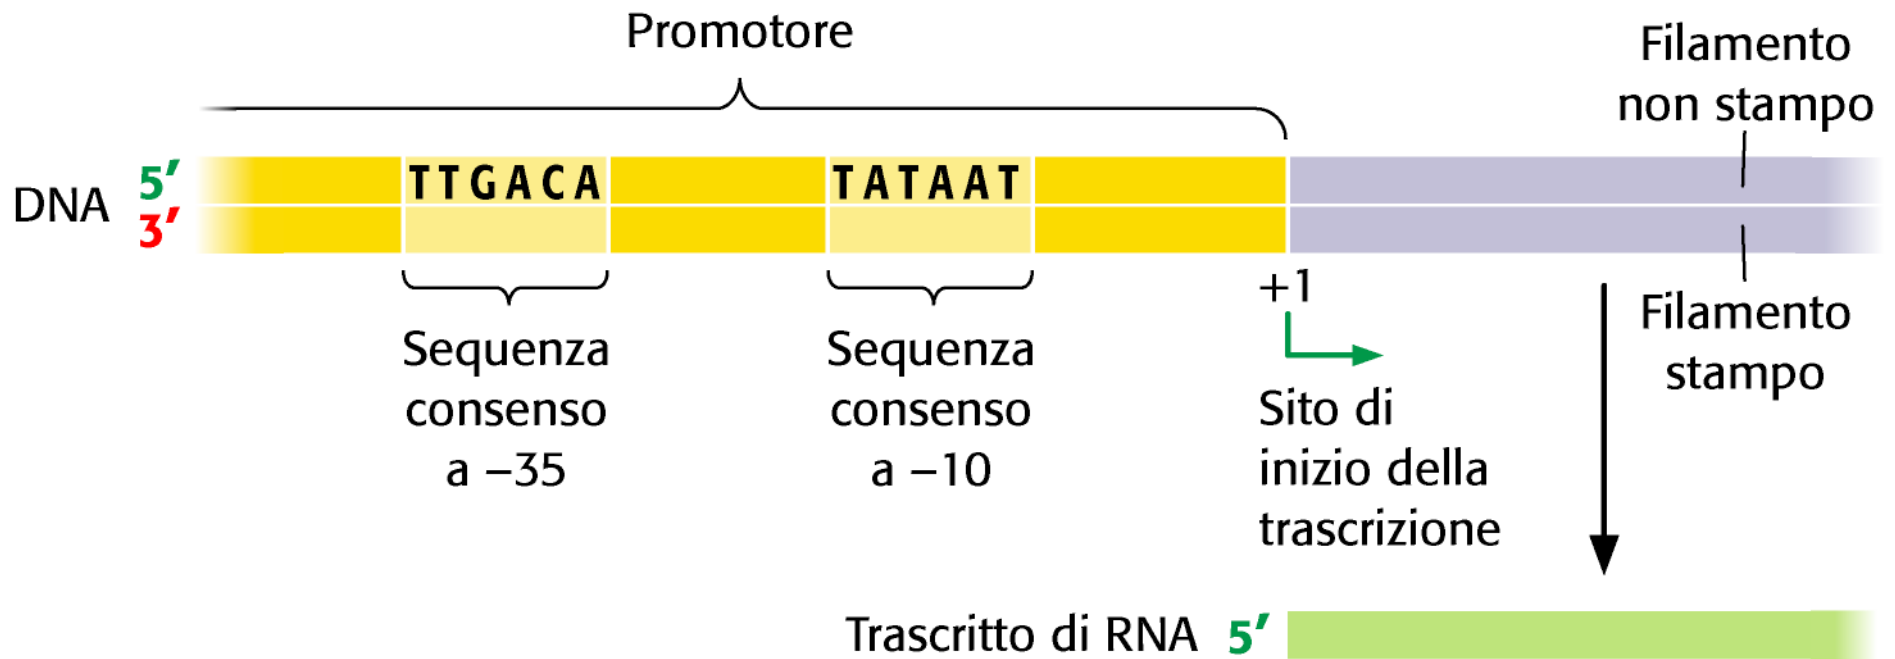 Promotore
Filamento
non stampo
DNA
5′
3′
TTGACA
TATAAT
Sequenza
consenso
a –35
Sequenza
consenso
a –10
+1
Sito di
inizio della
trascrizione
Filamento
stampo
Trascritto di RNA 5′